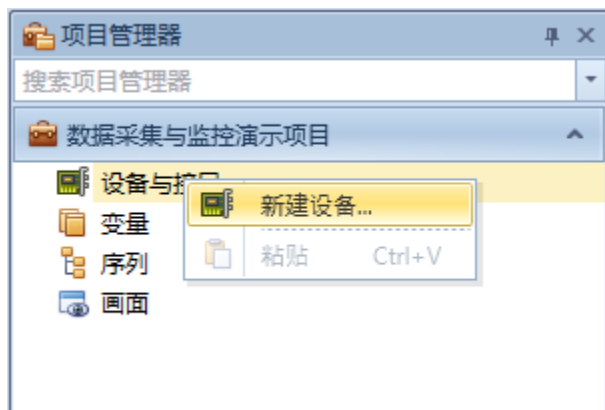 项目管理器
搜索项目管理器
数据采集与监控演示项目
设备与接口
新建设备...
变量
粘贴 Ctrl+V
序列
画面